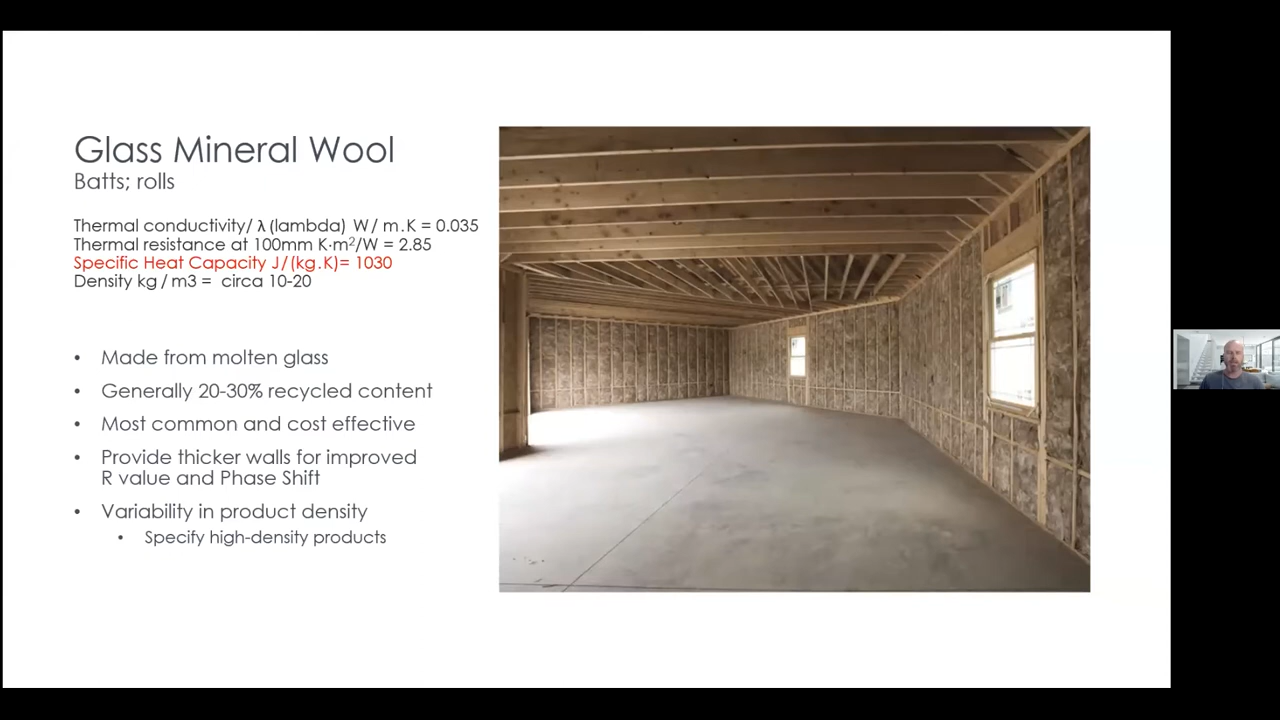 Glass Mineral Wool
Batts; rolls
Thermal conductivity/ λ (lambda) W/ m.K = 0.035
Thermal resistance at 100mm K·m²/W = 2.85
Specific Heat Capacity J/(kg.K)= 1030
Density kg/m3 = circa 10-20
• Made from molten glass
• Generally 20-30% recycled content
• Most common and cost effective
• Provide thicker walls for improved
R value and Phase Shift
• Variability in product density
• Specify high-density products